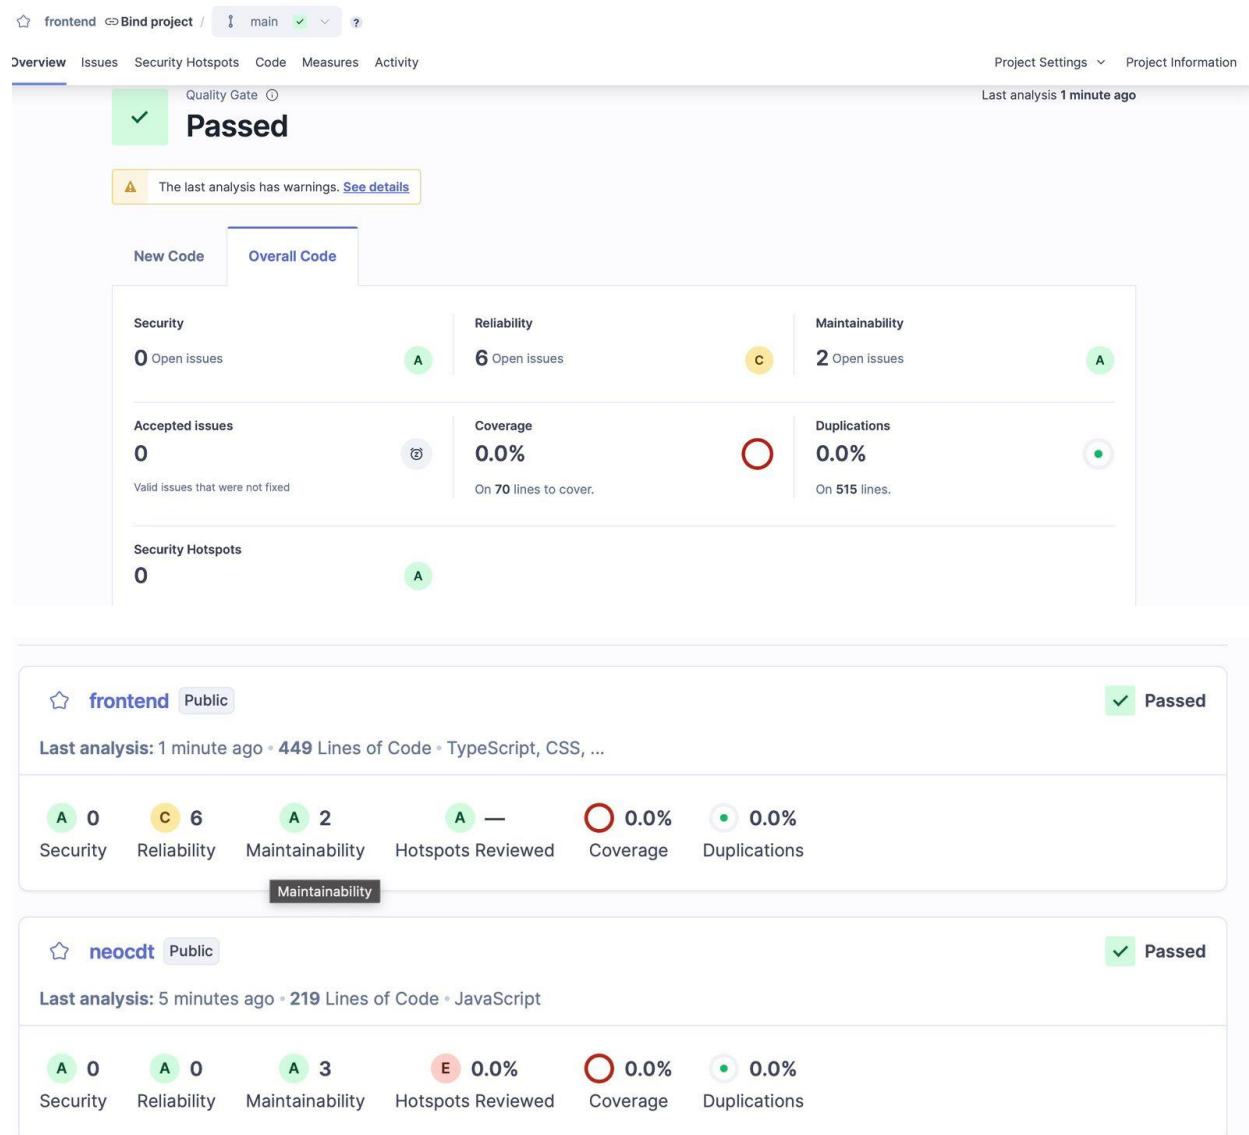 frontend Bind project / main ?
Overview Issues Security Hotspots Code Measures Activity Project Settings Project Information
Quality Gate
Last analysis 1 minute ago
Passed
The last analysis has warnings. See details
New Code Overall Code
Security Reliability Maintainability
0 Open issues A 6 Open issues C 2 Open issues A
Accepted issues Coverage Duplications
0 0.0% 0.0%
Valid issues that were not fixed On 70 lines to cover. On 515 lines.
Security Hotspots
0 A
frontend Public Passed
Last analysis: 1 minute ago • 449 Lines of Code • TypeScript, CSS, ...
A 0 C 6 A 2 A — 0.0% 0.0%
Security Reliability Maintainability Hotspots Reviewed Coverage Duplications
Maintainability
neocdt Public Passed
Last analysis: 5 minutes ago • 219 Lines of Code • JavaScript
A 0 A 0 A 3 E 0.0% 0.0% 0.0%
Security Reliability Maintainability Hotspots Reviewed Coverage Duplications